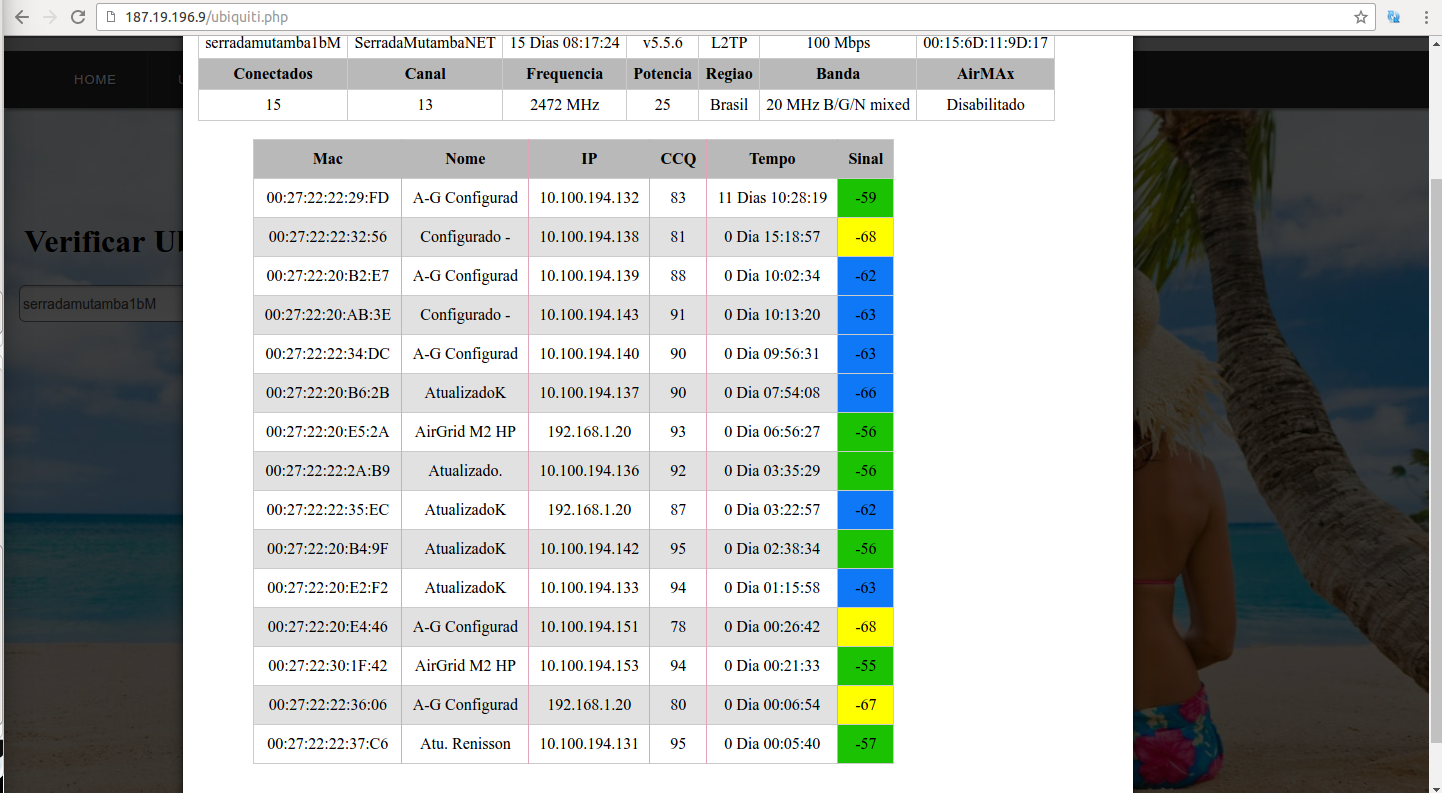 187.19.196.9/ubiquiti.php
serradamutamba1bM SerradaMutambaNET 15 Dias 08:17:24 v5.5.6 L2TP 100 Mbps 00:15:6D:11:9D:17
HOME U
Conectados Canal Frequencia Potencia Regiao Banda AirMAx
15 13 2472 MHz 25 Brasil 20 MHz B/G/N mixed Disabilitado
Verificar Ub
serradamutamba1bM
Mac Nome IP CCQ Tempo Sinal
00:27:22:22:29:FD A-G Configurad 10.100.194.132 83 11 Dias 10:28:19 -59
00:27:22:22:32:56 Configurado - 10.100.194.138 81 0 Dia 15:18:57 -68
00:27:22:20:B2:E7 A-G Configurad 10.100.194.139 88 0 Dia 10:02:34 -62
00:27:22:20:AB:3E Configurado - 10.100.194.143 91 0 Dia 10:13:20 -63
00:27:22:22:34:DC A-G Configurad 10.100.194.140 90 0 Dia 09:56:31 -63
00:27:22:20:B6:2B AtualizadoK 10.100.194.137 90 0 Dia 07:54:08 -66
00:27:22:20:E5:2A AirGrid M2 HP 192.168.1.20 93 0 Dia 06:56:27 -56
00:27:22:22:2A:B9 Atualizado. 10.100.194.136 92 0 Dia 03:35:29 -56
00:27:22:22:35:EC AtualizadoK 192.168.1.20 87 0 Dia 03:22:57 -62
00:27:22:20:B4:9F AtualizadoK 10.100.194.142 95 0 Dia 02:38:34 -56
00:27:22:20:E2:F2 AtualizadoK 10.100.194.133 94 0 Dia 01:15:58 -63
00:27:22:20:E4:46 A-G Configurad 10.100.194.151 78 0 Dia 00:26:42 -68
00:27:22:30:1F:42 AirGrid M2 HP 10.100.194.153 94 0 Dia 00:21:33 -55
00:27:22:22:36:06 A-G Configurad 192.168.1.20 80 0 Dia 00:06:54 -67
00:27:22:22:37:C6 Atu. Renisson 10.100.194.131 95 0 Dia 00:05:40 -57